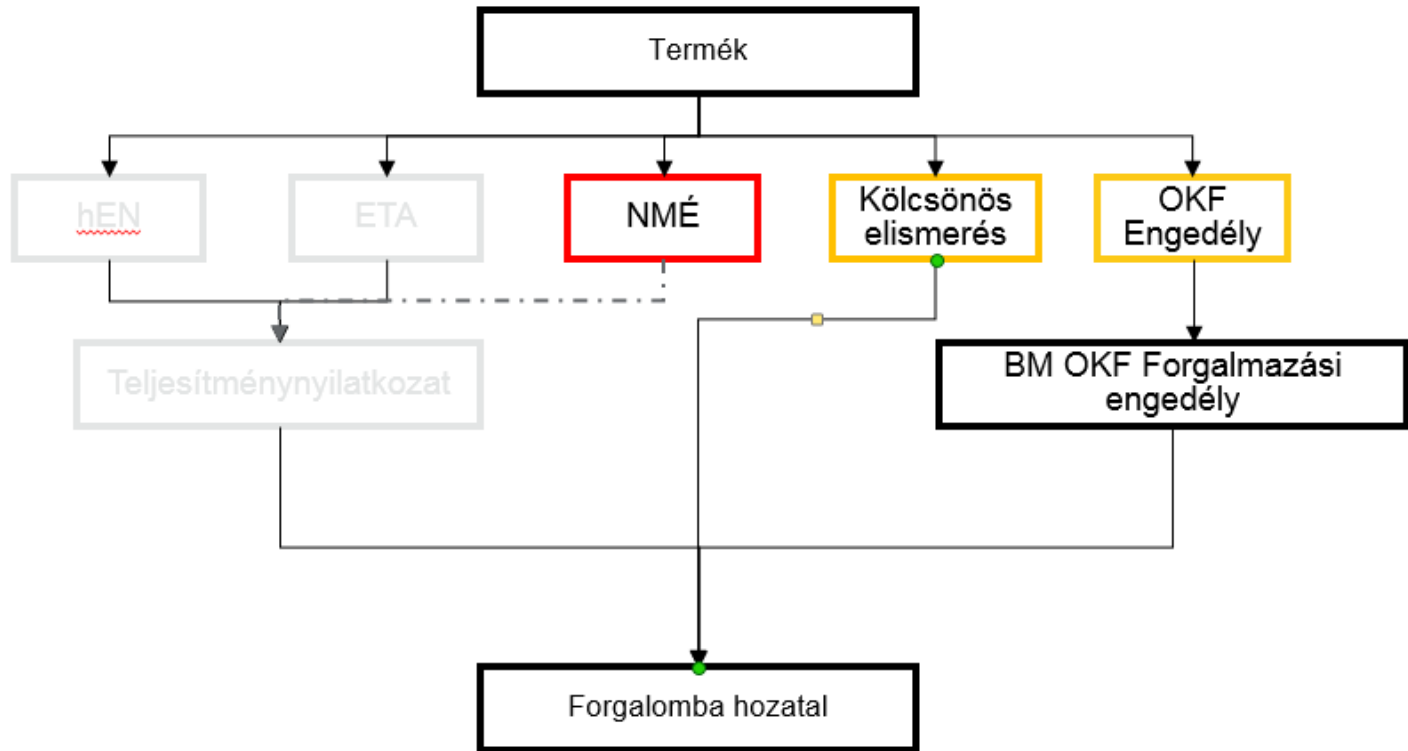 Termék
hEN
ETA
NMÉ
Kölcsönös
elismerés
OKF
Engedély
Teljesítménynyilatkozat
BM OKF Forgalmazási
engedély
Forgalomba hozatal